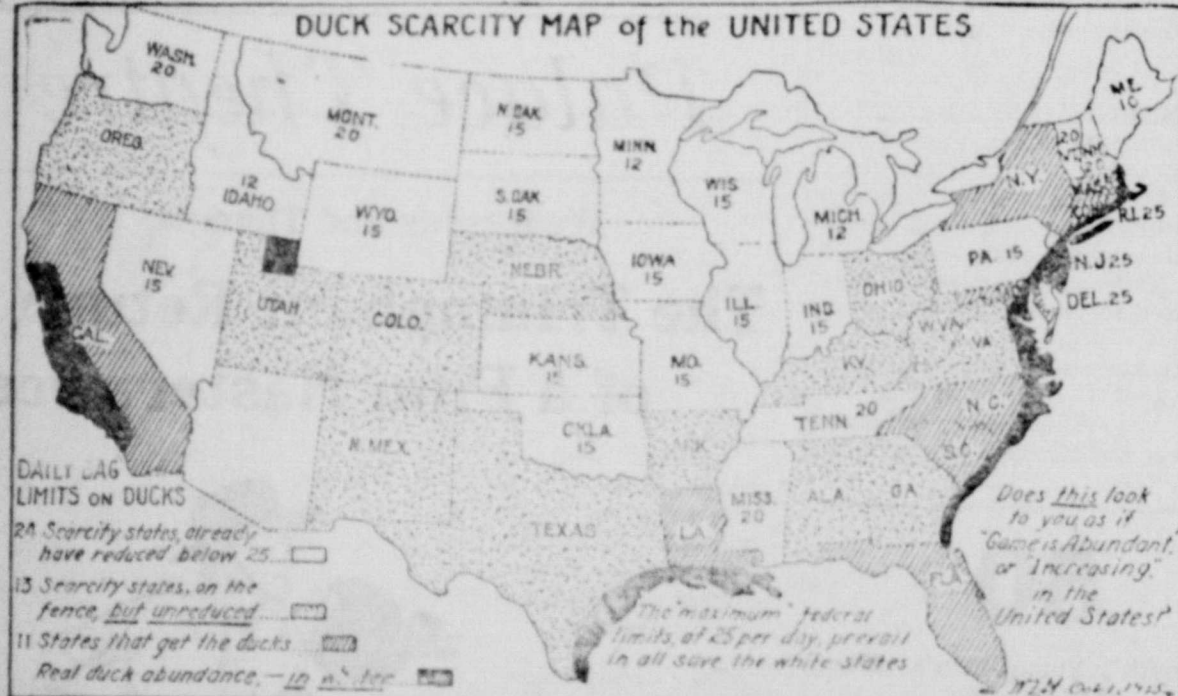 DUCK SCARCITY MAP of the UNITED STATES
WASH.
20
OREG.
MONT.
20
12
IDAHO
WYO.
15
N. DAK.
15
S. DAK.
15
MINN.
12
WIS.
15
MICH.
12
IOWA
15
NEBR.
NEV.
15
UTAH
COLO.
CAL.
KANS.
15
MO.
15
ILL.
15
IND.
15
OHIO
PA. 15
N.Y.
20
ME.
10
R.I. 25
N.J. 25
DEL. 25
W.VA.
VA.
KY.
TENN. 20
N.C.
S.C.
N. MEX.
OKLA.
15
ARK.
TEXAS
LA.
MISS.
20
ALA.
GA.
FLA.
DAILY BAG
LIMITS on DUCKS
24 Scarcity states, already
have reduced below 25
13 Scarcity states, on the
fence, but unreduced
11 States that get the ducks
Real duck abundance,— in
The "maximum" federal
limits, of 25 per day, prevail
in all save the white states
Does this look
to you as if
"Game is Abundant,"
or "Increasing,"
in the
United States?